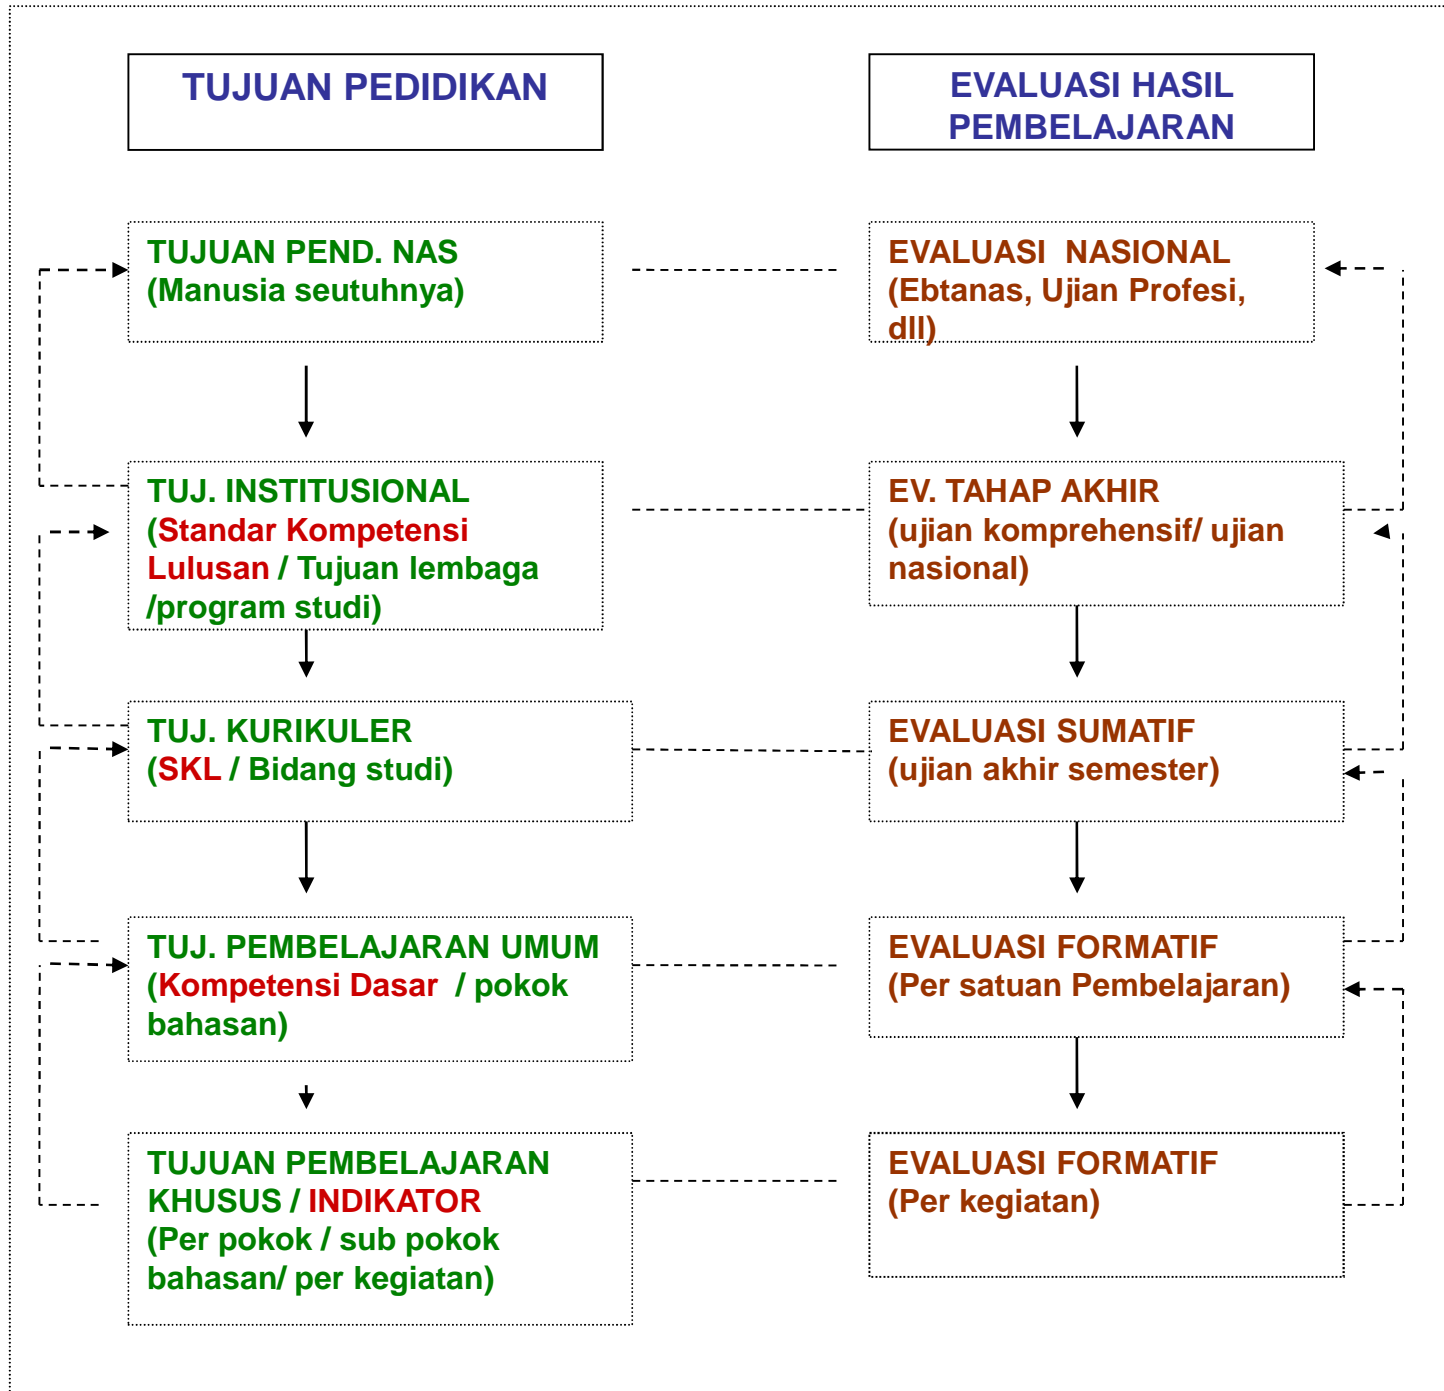 TUJUAN PEDIDIKAN
EVALUASI HASIL
PEMBELAJARAN
TUJUAN PEND. NAS
(Manusia seutuhnya)
EVALUASI NASIONAL
(Ebtanas, Ujian Profesi,
dll)
TUJ. INSTITUSIONAL
(Standar Kompetensi
Lulusan / Tujuan lembaga
/program studi)
EV. TAHAP AKHIR
(ujian komprehensif/ ujian
nasional)
TUJ. KURIKULER
(SKL / Bidang studi)
EVALUASI SUMATIF
(ujian akhir semester)
TUJ. PEMBELAJARAN UMUM
(Kompetensi Dasar / pokok
bahasan)
EVALUASI FORMATIF
(Per satuan Pembelajaran)
TUJUAN PEMBELAJARAN
KHUSUS / INDIKATOR
(Per pokok / sub pokok
bahasan/ per kegiatan)
EVALUASI FORMATIF
(Per kegiatan)